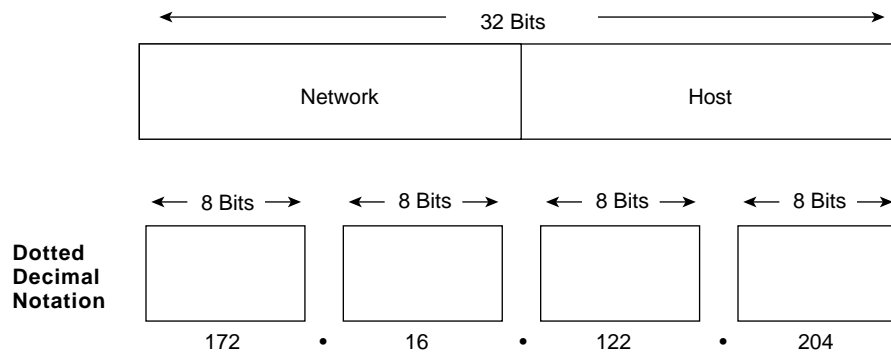 32 Bits
Network Host
8 Bits 8 Bits 8 Bits 8 Bits
Dotted
Decimal
Notation
172 • 16 • 122 • 204